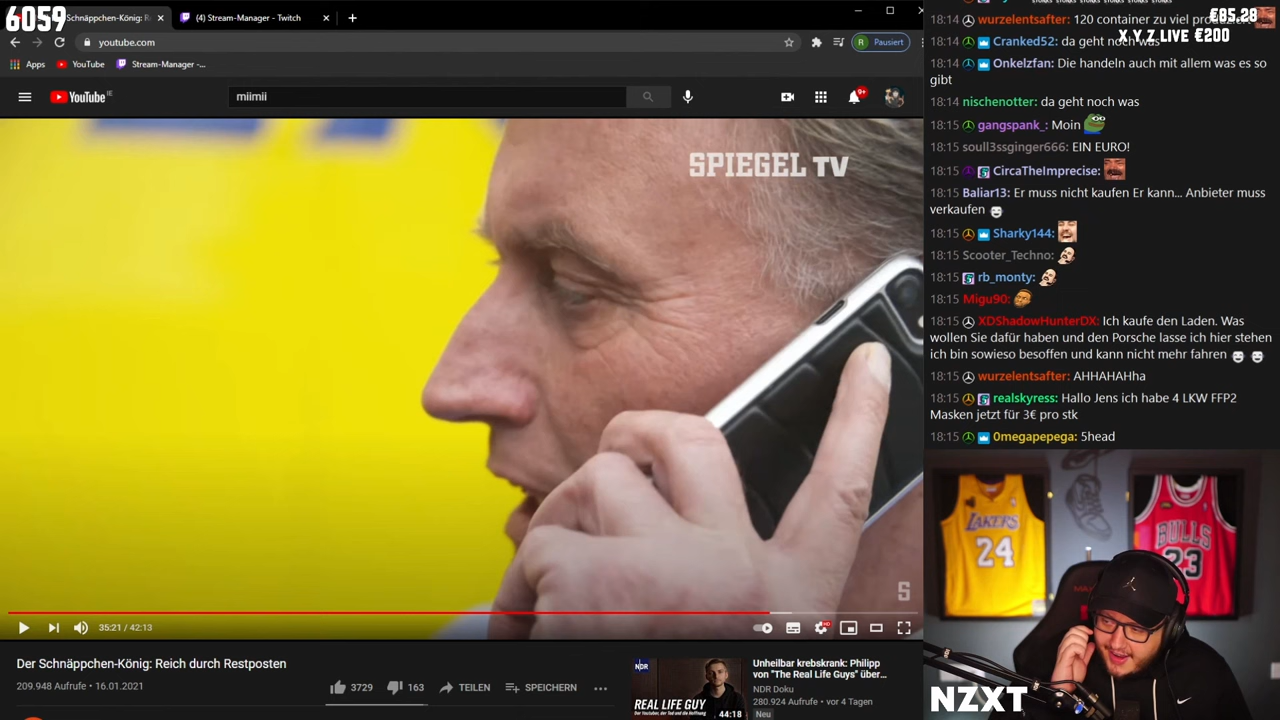 6059
Schnäppchen-König: R
(4) Stream-Manager - Twitch
youtube.com
Pausiert
Apps
YouTube
Stream-Manager -...
YouTube IE
miimii
9+
SPIEGEL TV
S
35:21 / 42:13
HD
Der Schnäppchen-König: Reich durch Restposten
209.948 Aufrufe • 16.01.2021
3729
163
TEILEN
SPEICHERN
NDR
REAL LIFE GUY
44:18
Unheilbar krebskrank: Philipp
von "The Real Life Guys" über...
NDR Doku
280.924 Aufrufe • vor 4 Tagen
Neu
€85.28
X Y Z LIVE €200
18:14 wurzelentsafter: 120 container zu viel
18:14 Cranked52: da geht noch was
18:14 Onkelzfan: Die handeln auch mit allem was es so
gibt
18:14 nischenotter: da geht noch was
18:15 gangspank_: Moin
18:15 soull3ssginger666: EIN EURO!
18:15 CircaTheImprecise:
18:15 Baliar13: Er muss nicht kaufen Er kann... Anbieter muss
verkaufen
18:15 Sharky144:
18:15 Scooter_Techno:
18:15 rb_monty:
18:15 Migu90:
18:15 XDShadowHunterDX: Ich kaufe den Laden. Was
wollen Sie dafür haben und den Porsche lasse ich hier stehen
ich bin sowieso besoffen und kann nicht mehr fahren
18:15 wurzelentsafter: AHHAHAHha
18:15 realskyress: Hallo Jens ich habe 4 LKW FFP2
Masken jetzt für 3€ pro stk
18:15 0megapepega: 5head
LAKERS
24
BULLS
23
NZXT